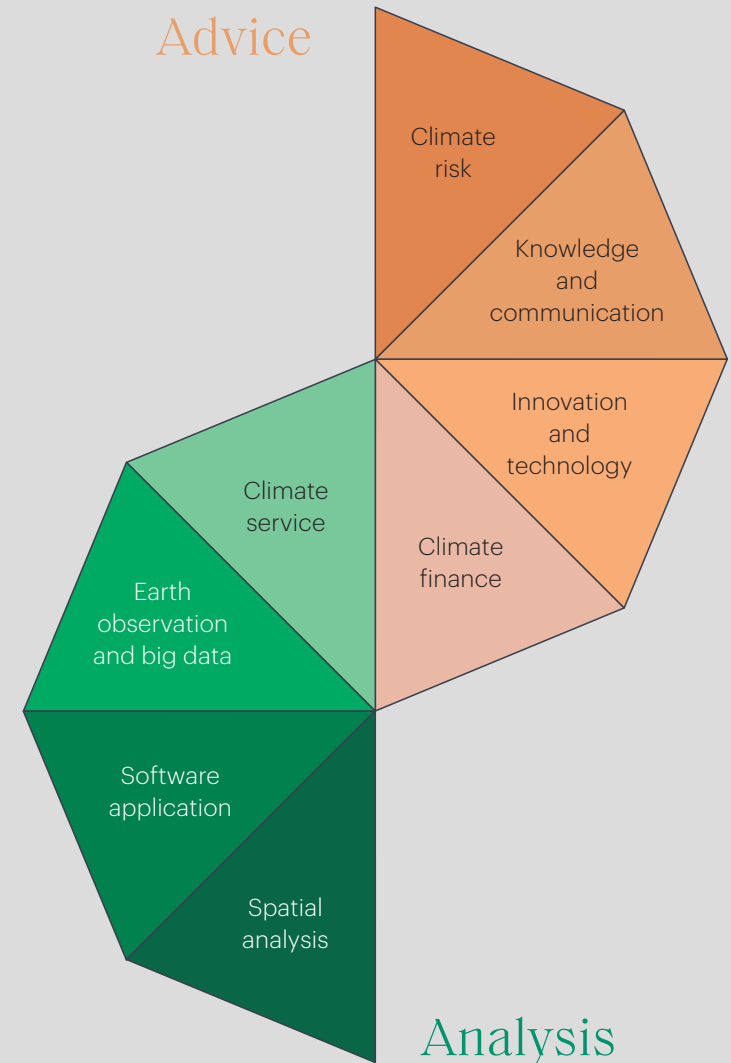 Advice
Climate
risk
Knowledge
and
communication
Innovation
and
technology
Climate
finance
Climate
service
Earth
observation
and big data
Software
application
Spatial
analysis
Analysis